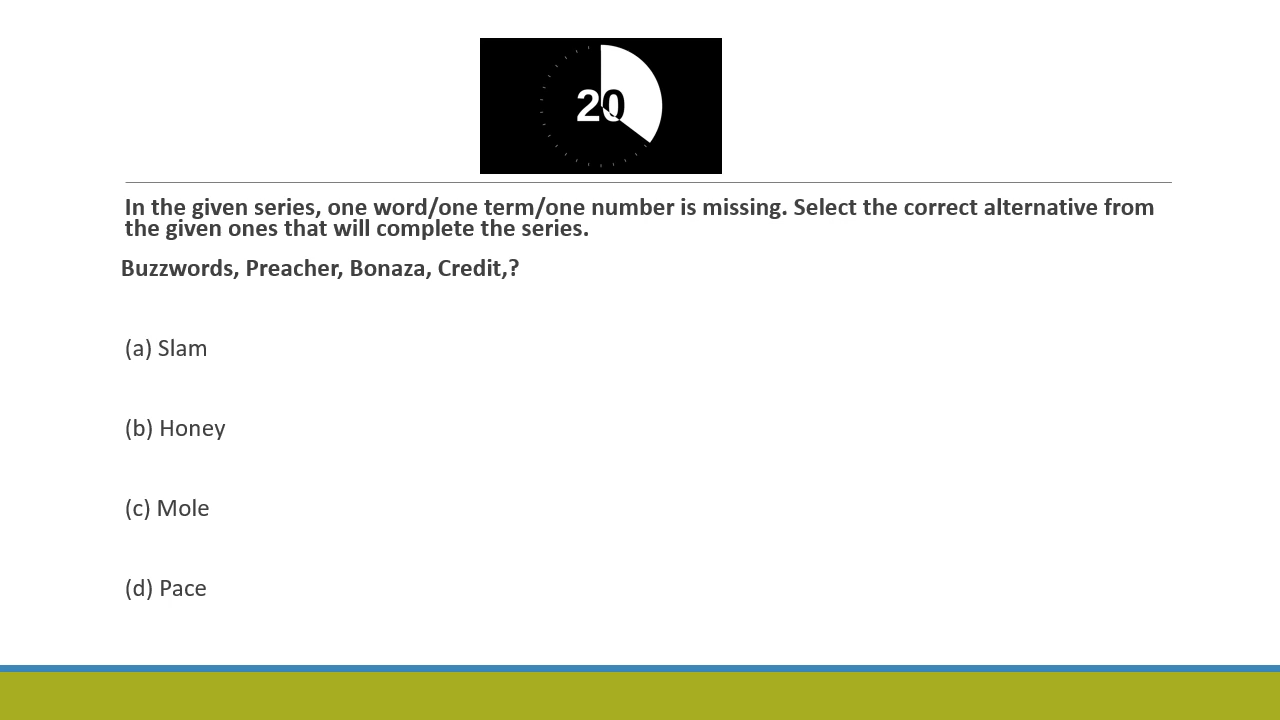 20
In the given series, one word/one term/one number is missing. Select the correct alternative from
the given ones that will complete the series.
Buzzwords, Preacher, Bonaza, Credit,?
(a) Slam
(b) Honey
(c) Mole
(d) Pace